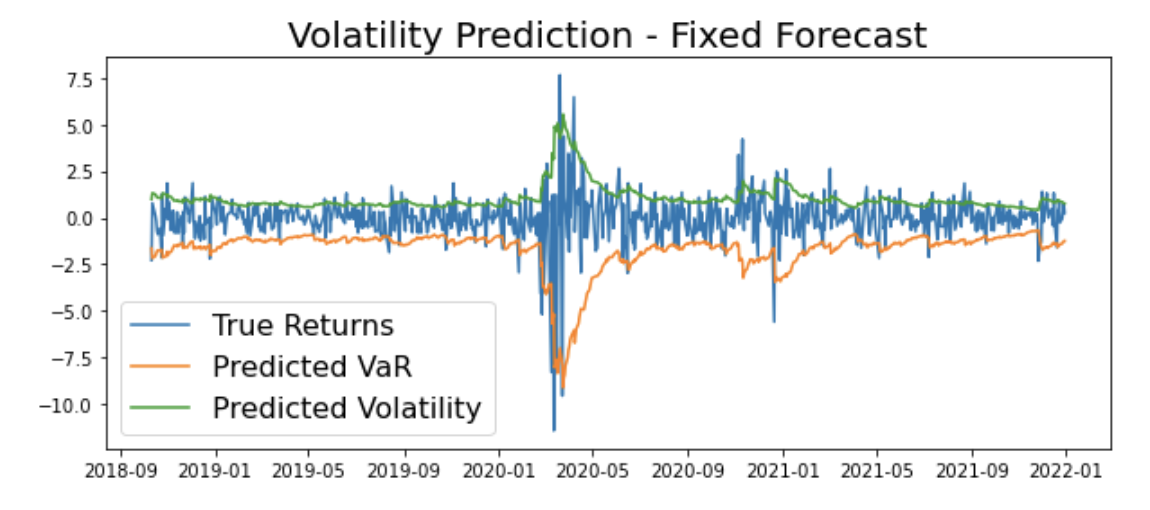 Volatility Prediction - Fixed Forecast
7.5
5.0
2.5
0.0
−2.5
−5.0
−7.5
−10.0
True Returns
Predicted VaR
Predicted Volatility
2018-09 2019-01 2019-05 2019-09 2020-01 2020-05 2020-09 2021-01 2021-05 2021-09 2022-01